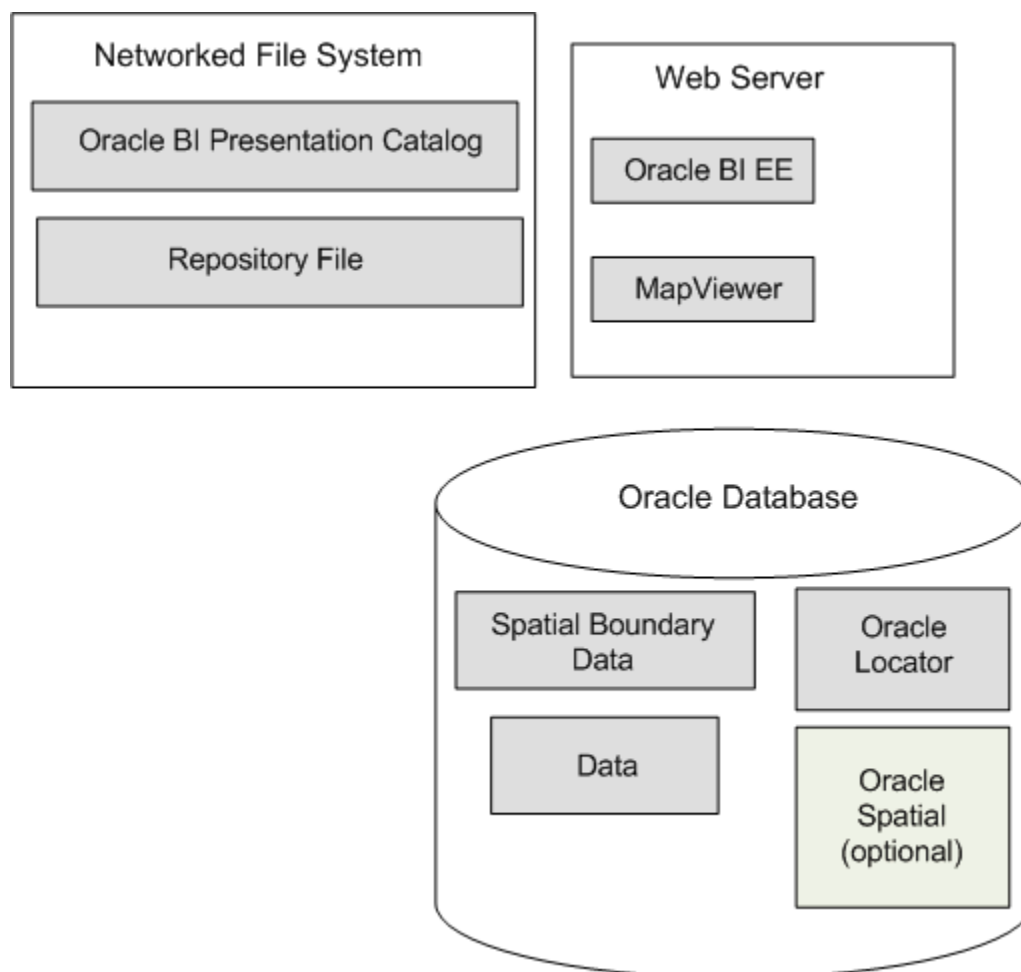 Networked File System
Oracle BI Presentation Catalog
Repository File
Web Server
Oracle BI EE
MapViewer
Oracle Database
Spatial Boundary
Data
Data
Oracle
Locator
Oracle
Spatial
(optional)